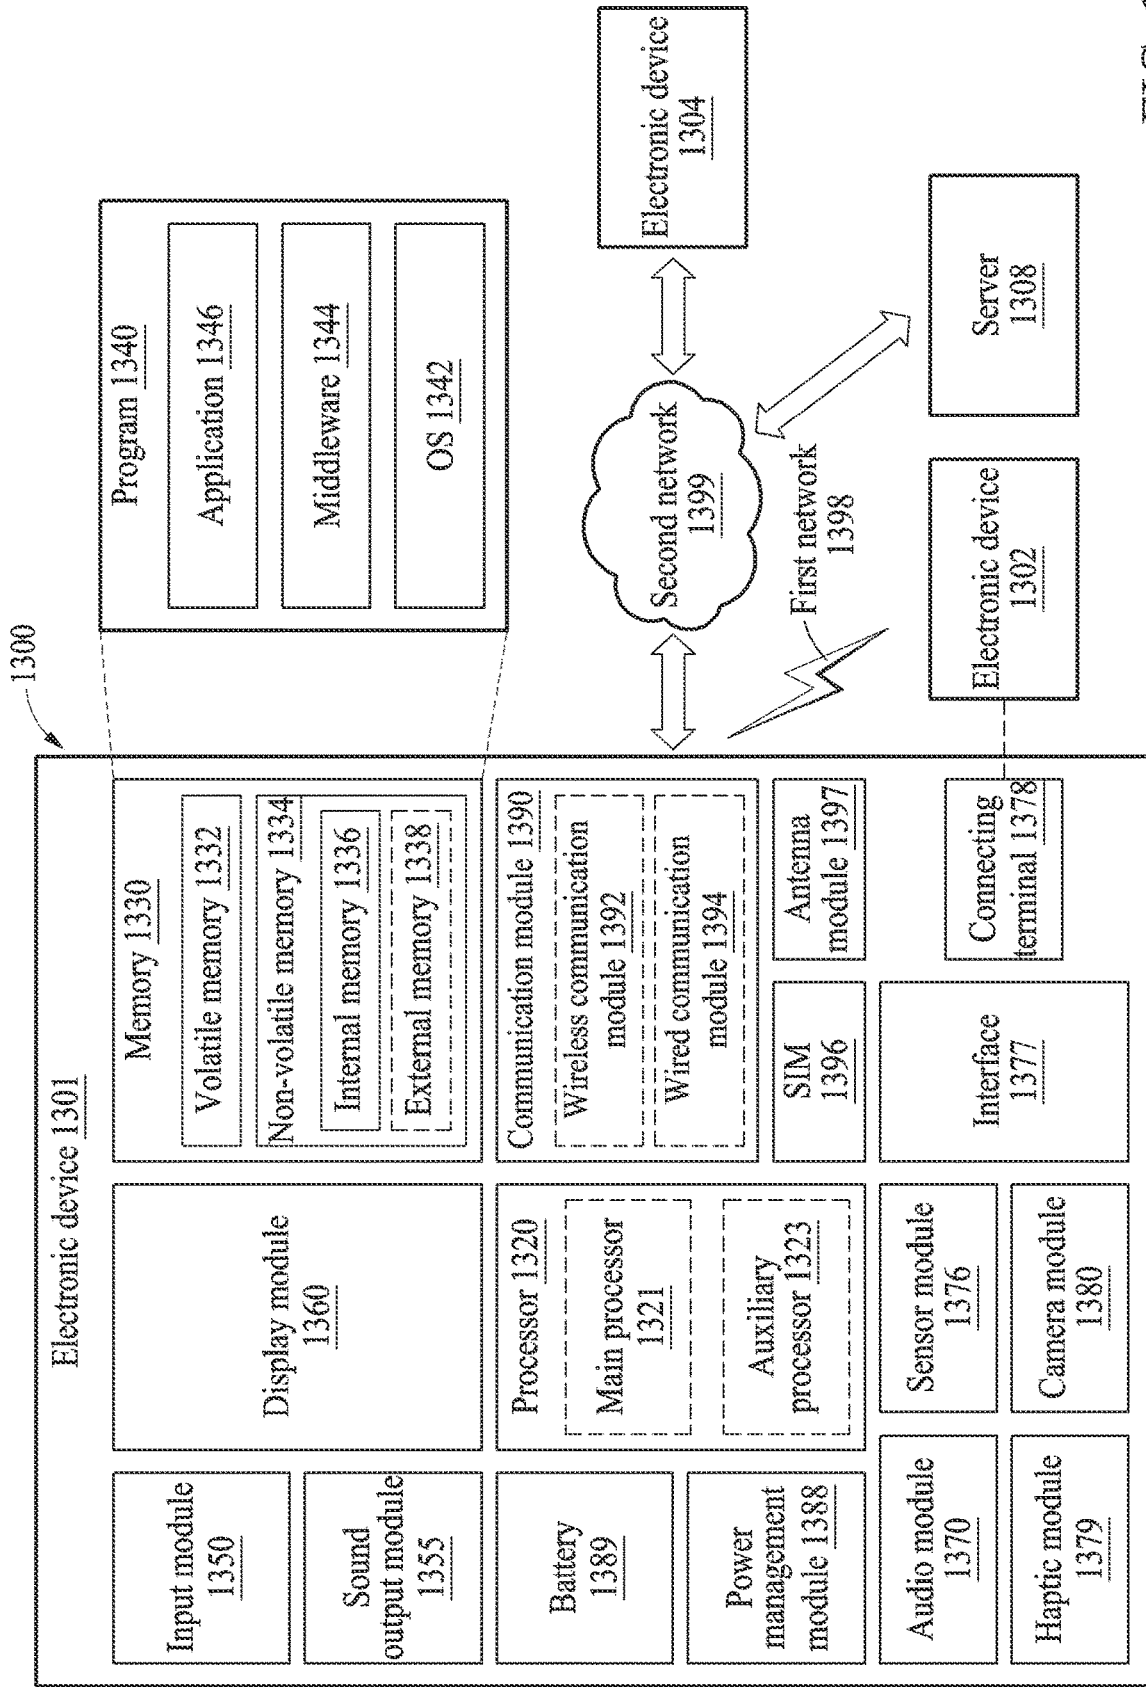 1300
Electronic device 1301
Input module
1350
Sound
output module
1355
Battery
1389
Power
management
module 1388
Audio module
1370
Haptic module
1379
Display module
1360
Processor 1320
Main processor
1321
Auxiliary
processor 1323
Sensor module
1376
Camera module
1380
Memory 1330
Volatile memory 1332
Non-volatile memory 1334
Internal memory 1336
External memory 1338
Communication module 1390
Wireless communication
module 1392
Wired communication
module 1394
SIM
1396
Antenna
module 1397
Interface
1377
Connecting
terminal 1378
Program 1340
Application 1346
Middleware 1344
OS 1342
Second network
1399
First network
1398
Electronic device
1302
Electronic device
1304
Server
1308